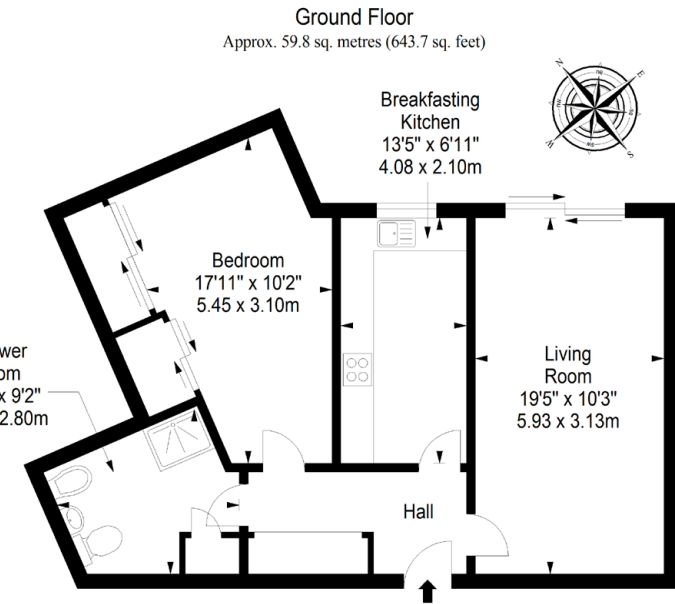 Ground Floor
Approx. 59.8 sq. metres (643.7 sq. feet)
N
E
S
W
Breakfasting
Kitchen
13'5" x 6'11"
4.08 x 2.10m
Bedroom
17'11" x 10'2"
5.45 x 3.10m
wer
om
x 9'2"
2.80m
Living
Room
19'5" x 10'3"
5.93 x 3.13m
Hall